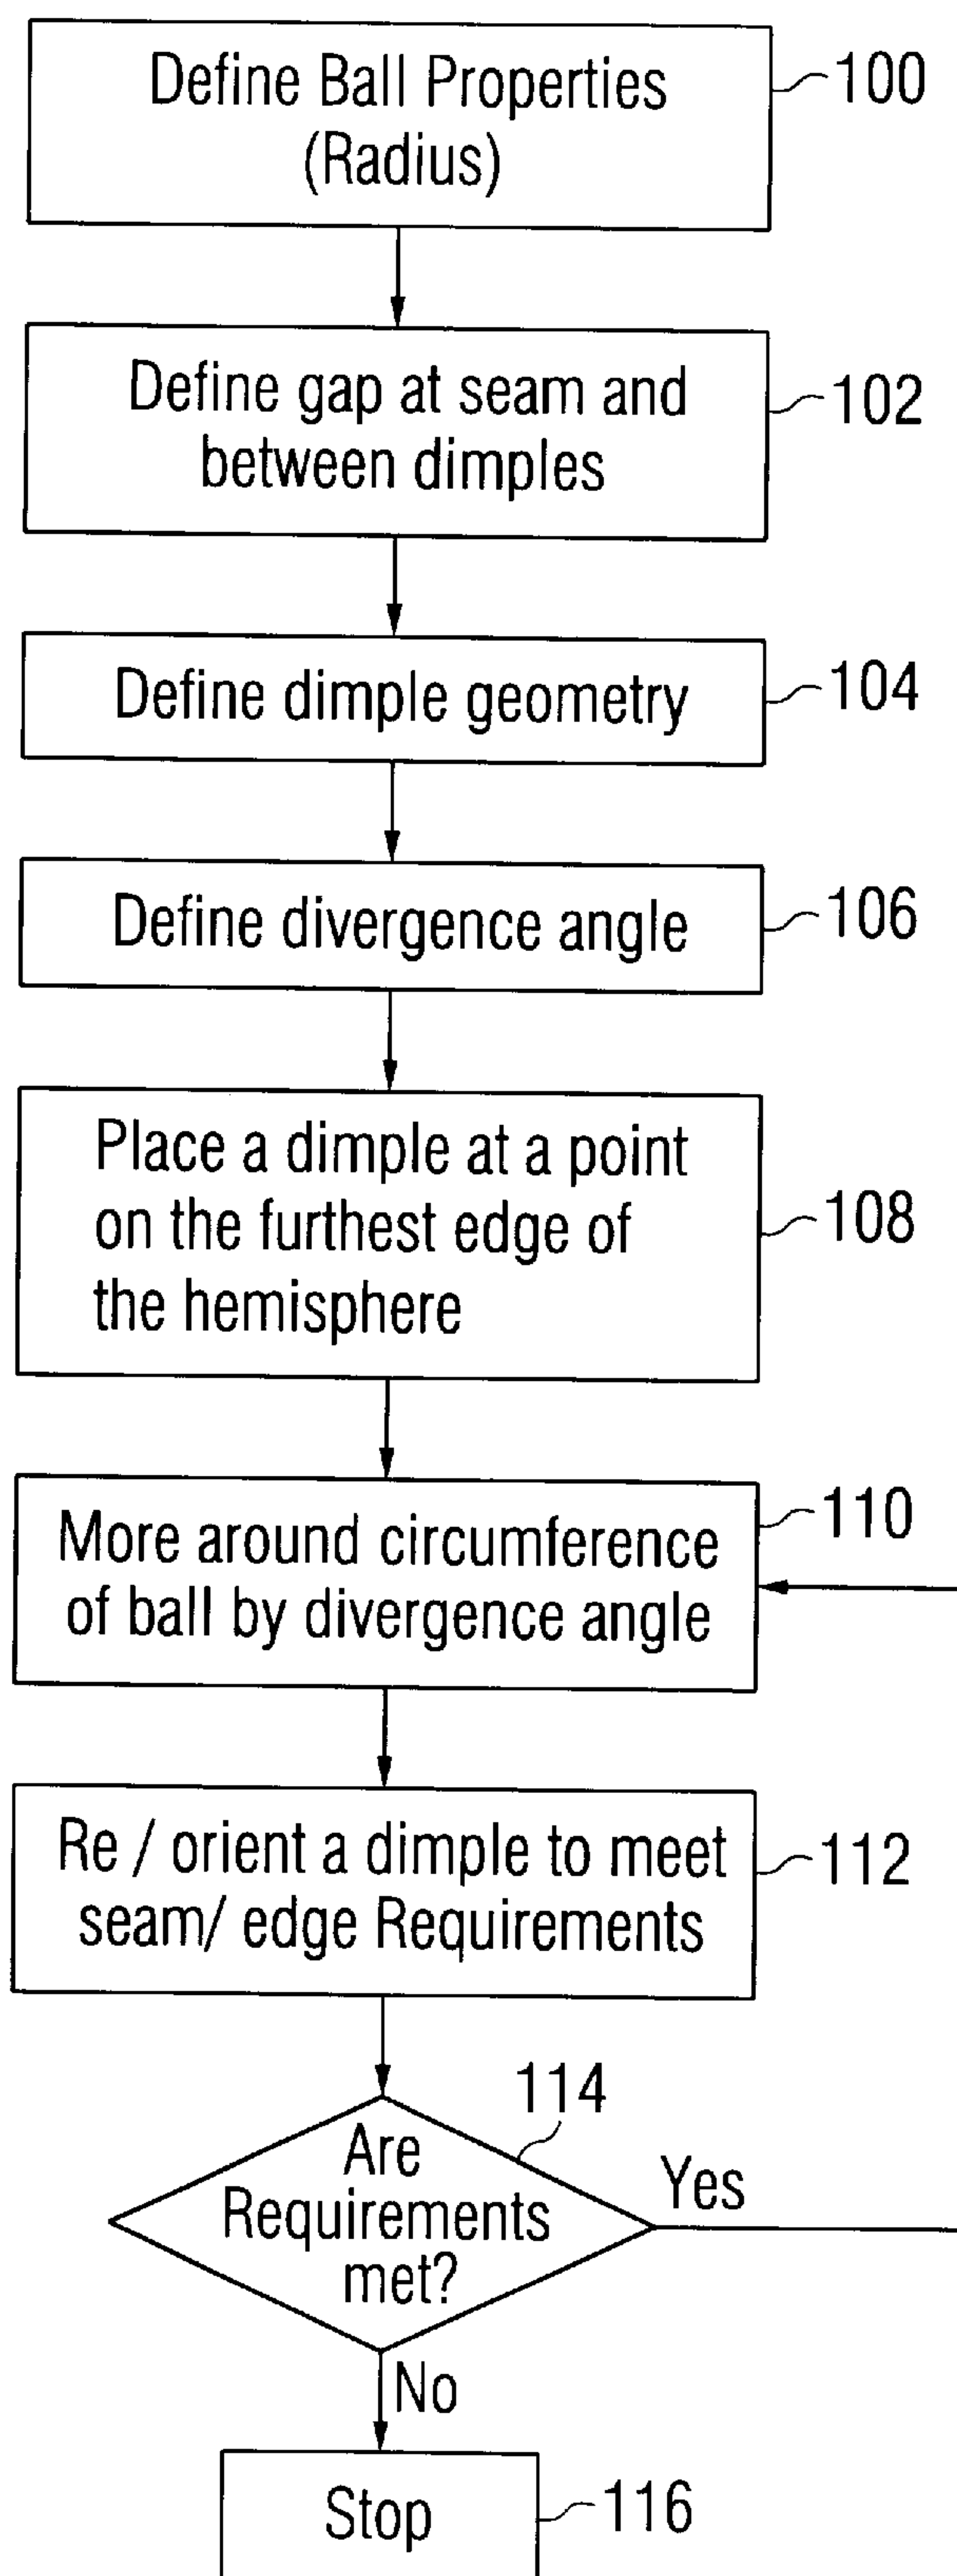 Define Ball Properties
(Radius)
100
Define gap at seam and
between dimples
102
Define dimple geometry
104
Define divergence angle
106
Place a dimple at a point
on the furthest edge of
the hemisphere
108
More around circumference
of ball by divergence angle
110
Re / orient a dimple to meet
seam/ edge Requirements
112
114
Are
Requirements
met?
Yes
No
Stop
116